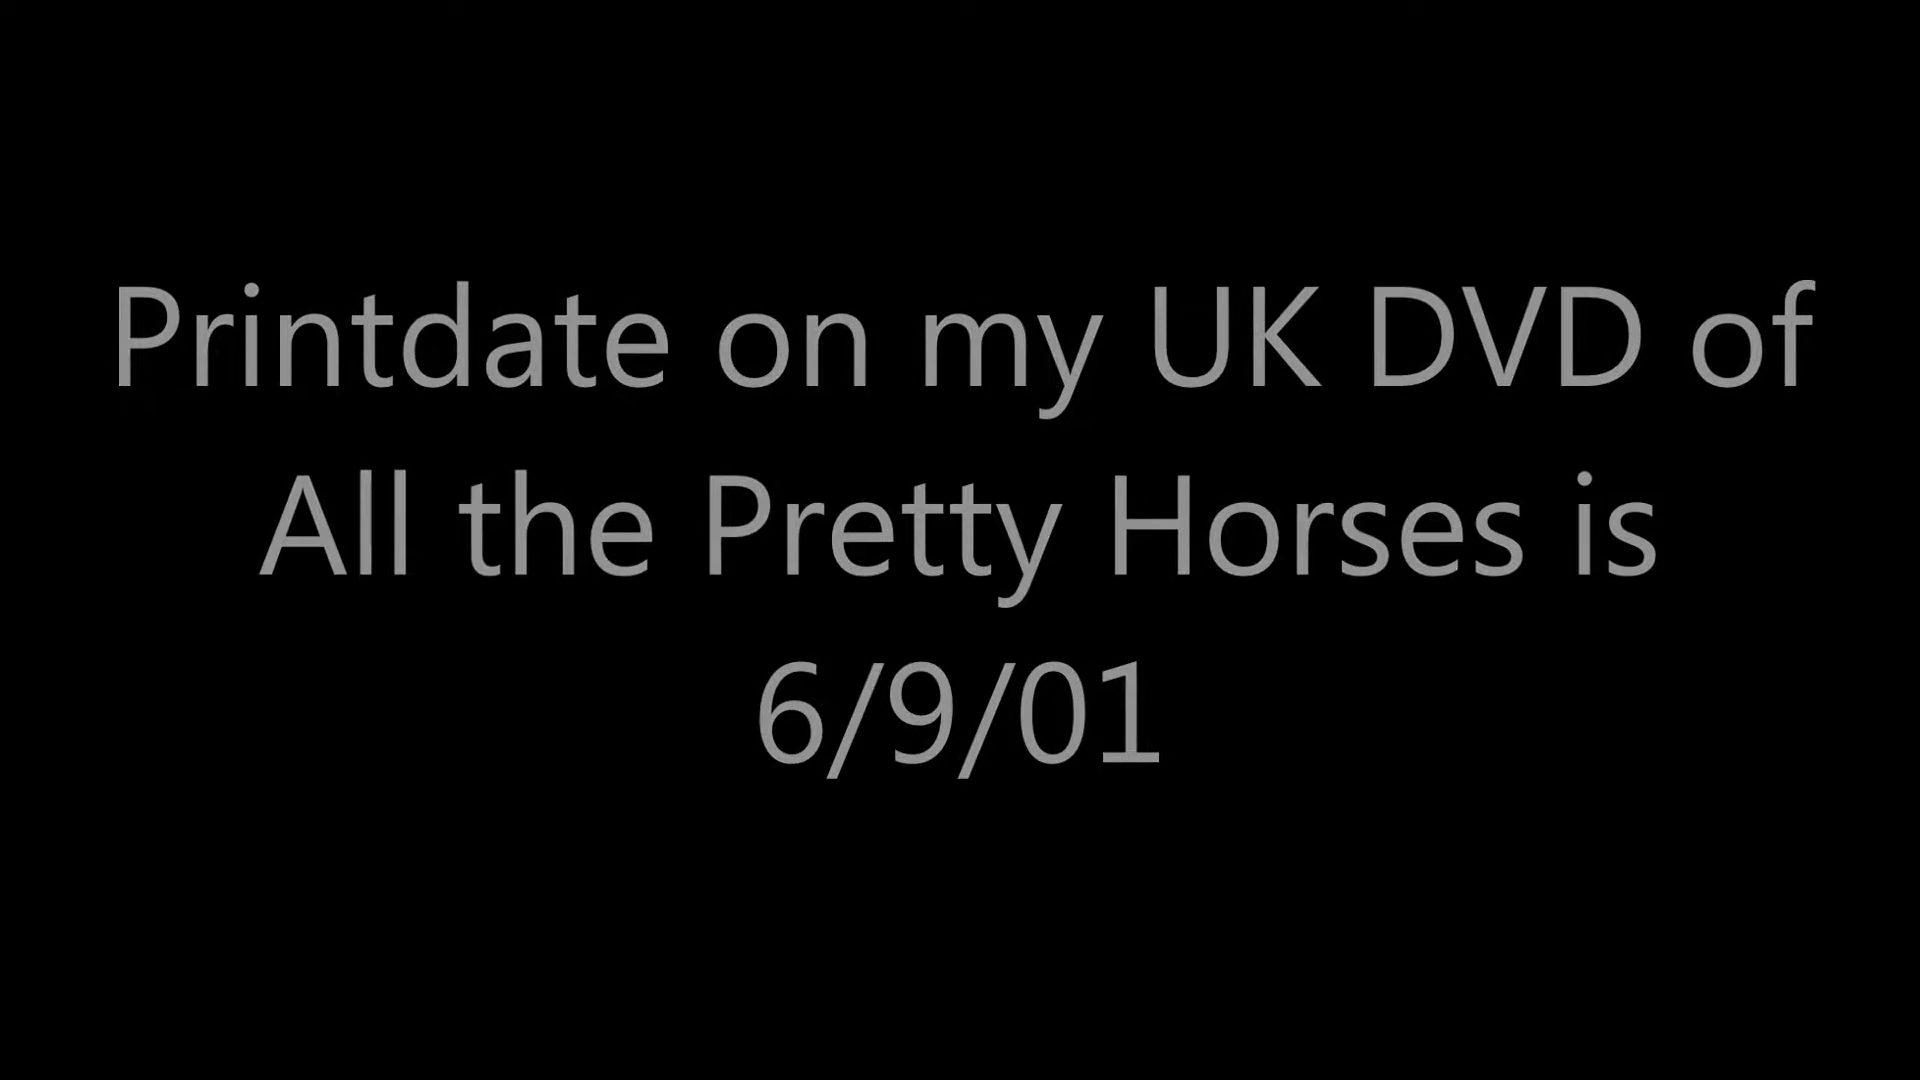 Printdate on my UK DVD of
All the Pretty Horses is
6/9/01